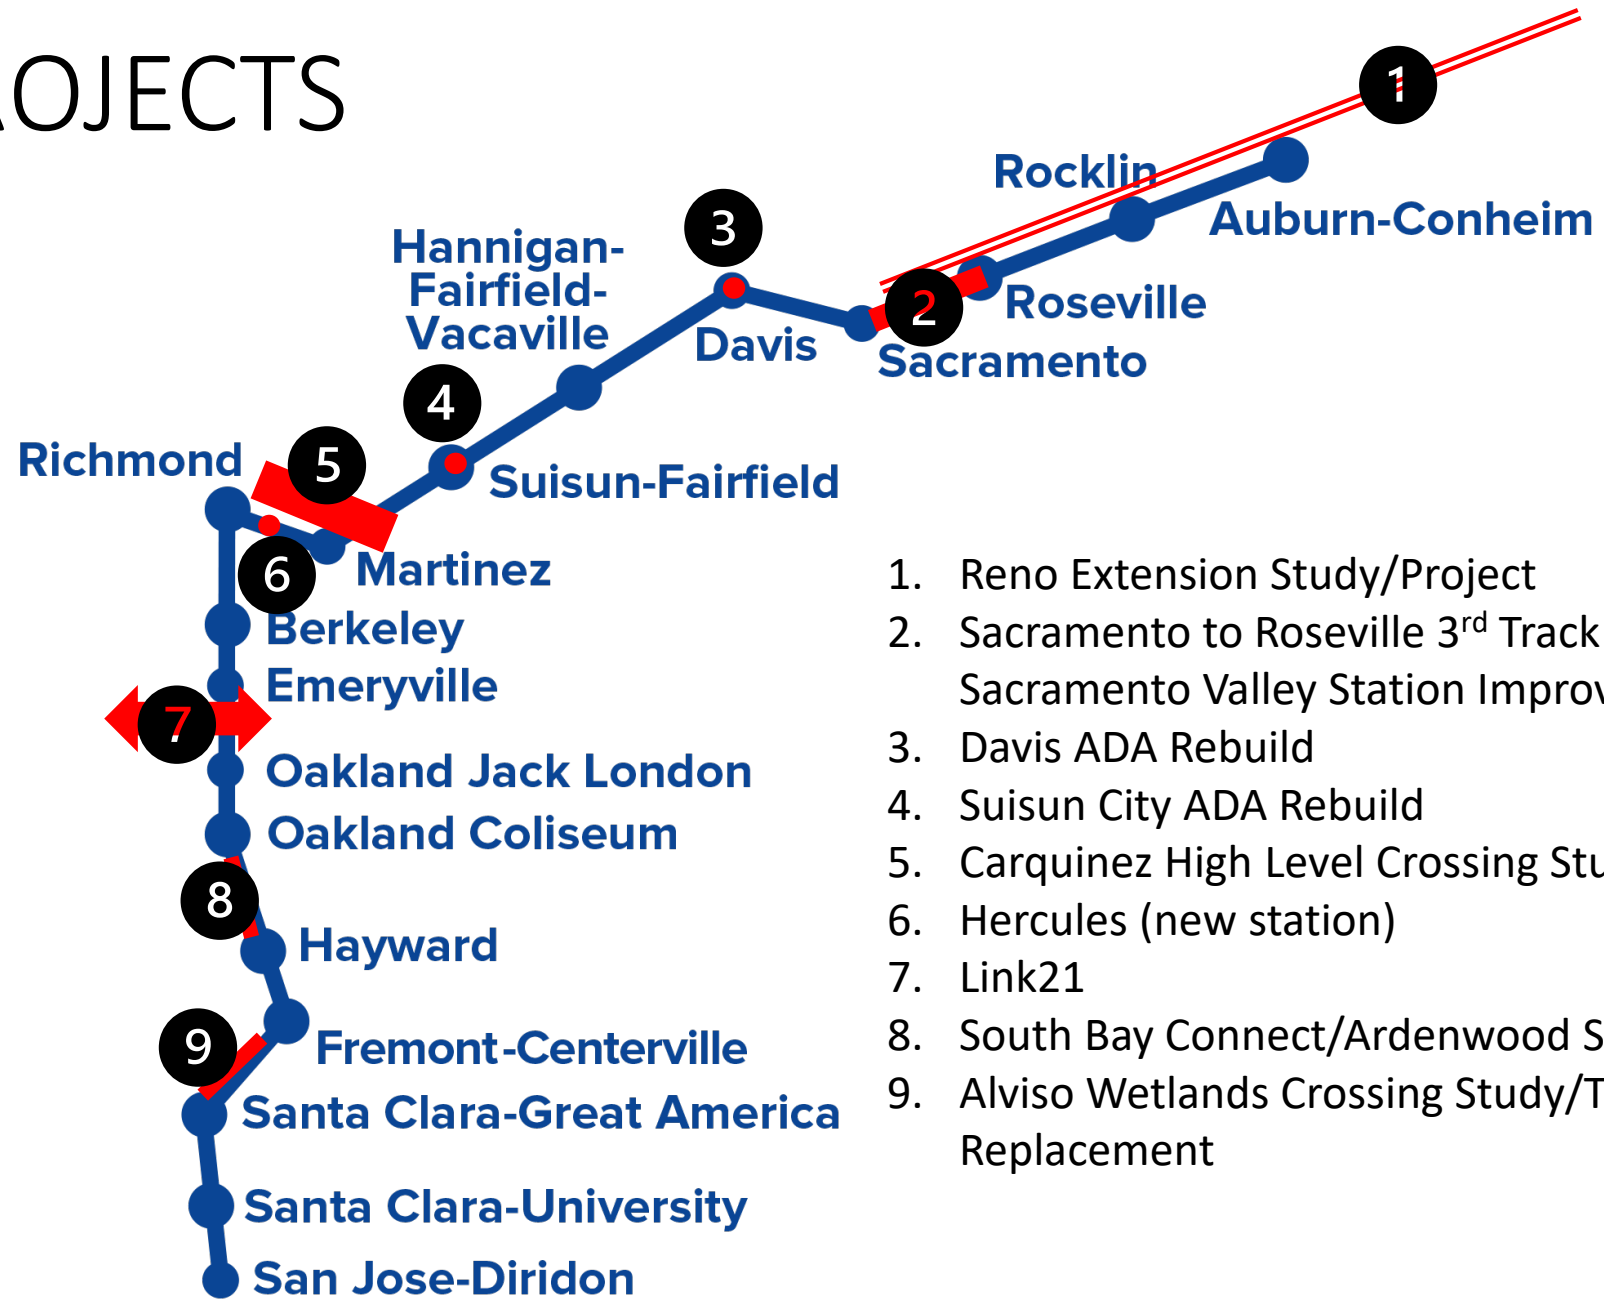 OJECTS
1
Rocklin
Auburn-Conheim
3
Hannigan-
Fairfield-
Vacaville
2
Roseville
Davis
Sacramento
4
Richmond
5
Suisun-Fairfield
6
Martinez
Berkeley
Emeryville
7
Oakland Jack London
Oakland Coliseum
8
Hayward
9
Fremont-Centerville
Santa Clara-Great America
Santa Clara-University
San Jose-Diridon
1. Reno Extension Study/Project
2. Sacramento to Roseville 3rd Track
Sacramento Valley Station
3. Davis ADA Rebuild
4. Suisun City ADA Rebuild
5. Carquinez High Level Crossing
6. Hercules (new station)
7. Link21
8. South Bay Connect/Ardenwood
9. Alviso Wetlands Crossing Study/
Replacement